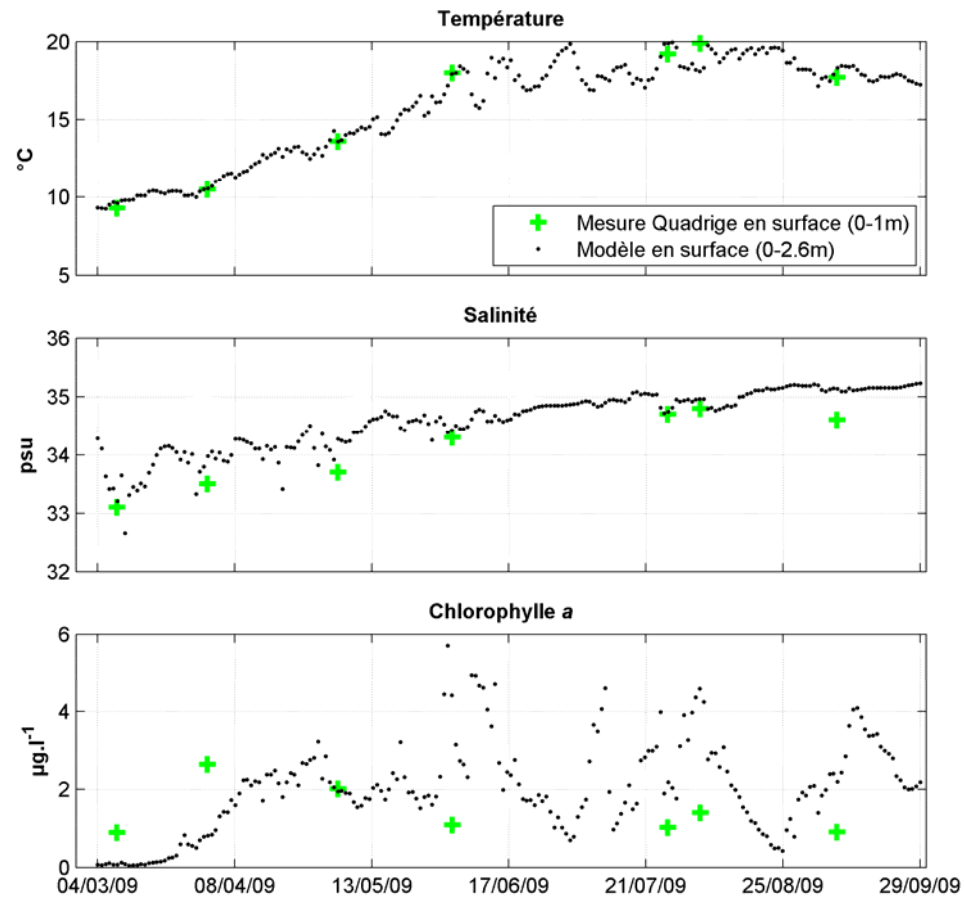 Température
20
15
10
5
°C
Mesure Quadrige en surface (0-1m)
Modèle en surface (0-2.6m)
Salinité
36
35
34
33
32
psu
Chlorophylle a
6
4
2
0
µg.l-1
04/03/09 08/04/09 13/05/09 17/06/09 21/07/09 25/08/09 29/09/09